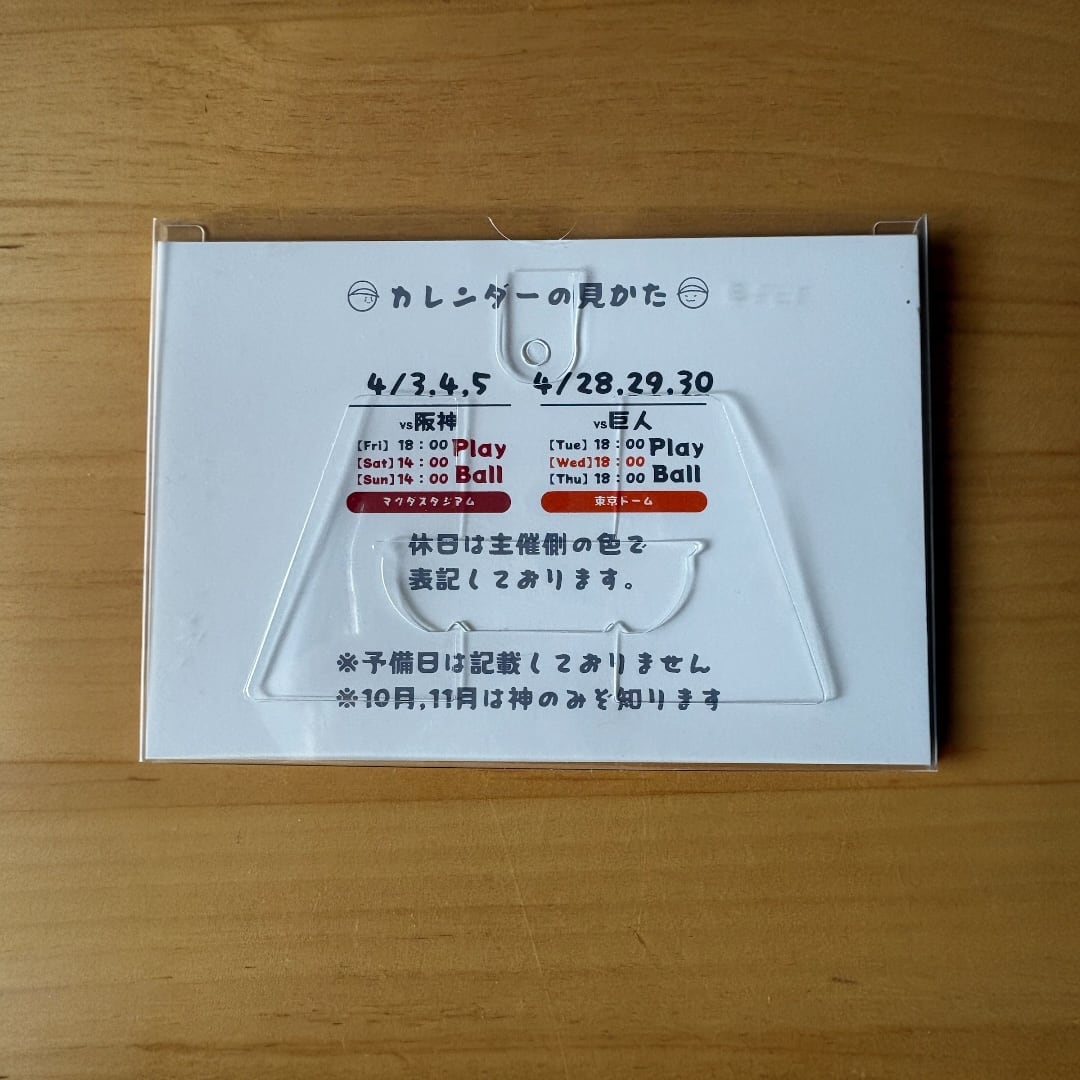 カレンダーの見かた
4/3,4,5
vs阪神
[Fri] 18:00 Play
[Sat] 14:00 Ball
[Sun] 14:00
マツダスタジアム
4/28,29,30
vs巨人
[Tue] 18:00 Play
[Wed] 18:00 Ball
[Thu] 18:00
東京ドーム
休日は主催側の色で
表記しております。
※予備日は記載しておりません
※10月,11月は神のみぞ知ります